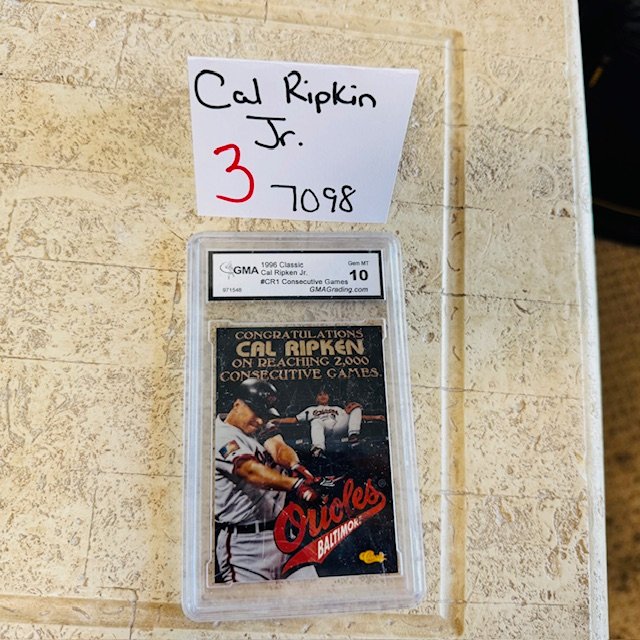 Cal Ripkin
Jr.
3 7098
GMA
1996 Classic
Cal Ripken Jr.
#CR1 Consecutive Games
Gem MT
10
971548
GMAGrading.com
CONGRATULATIONS
CAL RIPKEN
ON REACHING 2,000
CONSECUTIVE GAMES.
Orioles
BALTIMORE